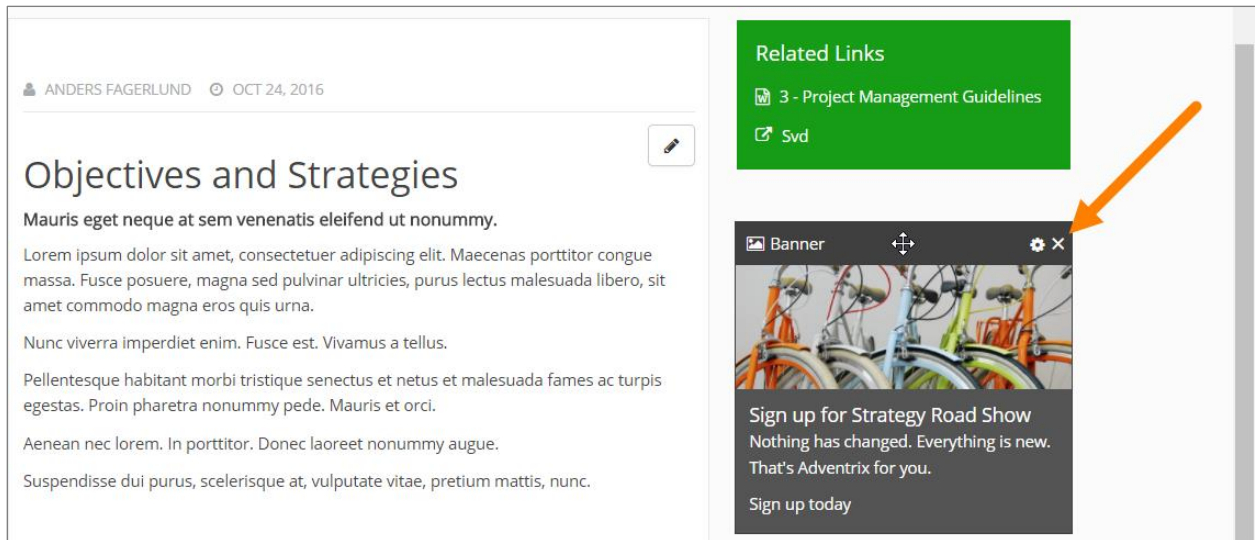 ANDERS FAGERLUND OCT 24, 2016
Objectives and Strategies
Mauris eget neque at sem venenatis eleifend ut nonummy.
Lorem ipsum dolor sit amet, consectetuer adipiscing elit. Maecenas porttitor congue
massa. Fusce posuere, magna sed pulvinar ultricies, purus lectus malesuada libero, sit
amet commodo magna eros quis urna.
Nunc viverra imperdiet enim. Fusce est. Vivamus a tellus.
Pellentesque habitant morbi tristique senectus et netus et malesuada fames ac turpis
egestas. Proin pharetra nonummy pede. Mauris et orci.
Aenean nec lorem. In porttitor. Donec laoreet nonummy augue.
Suspendisse dui purus, scelerisque at, vulputate vitae, pretium mattis, nunc.
Related Links
3 - Project Management Guidelines
Svd
Banner
Sign up for Strategy Road Show
Nothing has changed. Everything is new.
That's Adventrix for you.
Sign up today